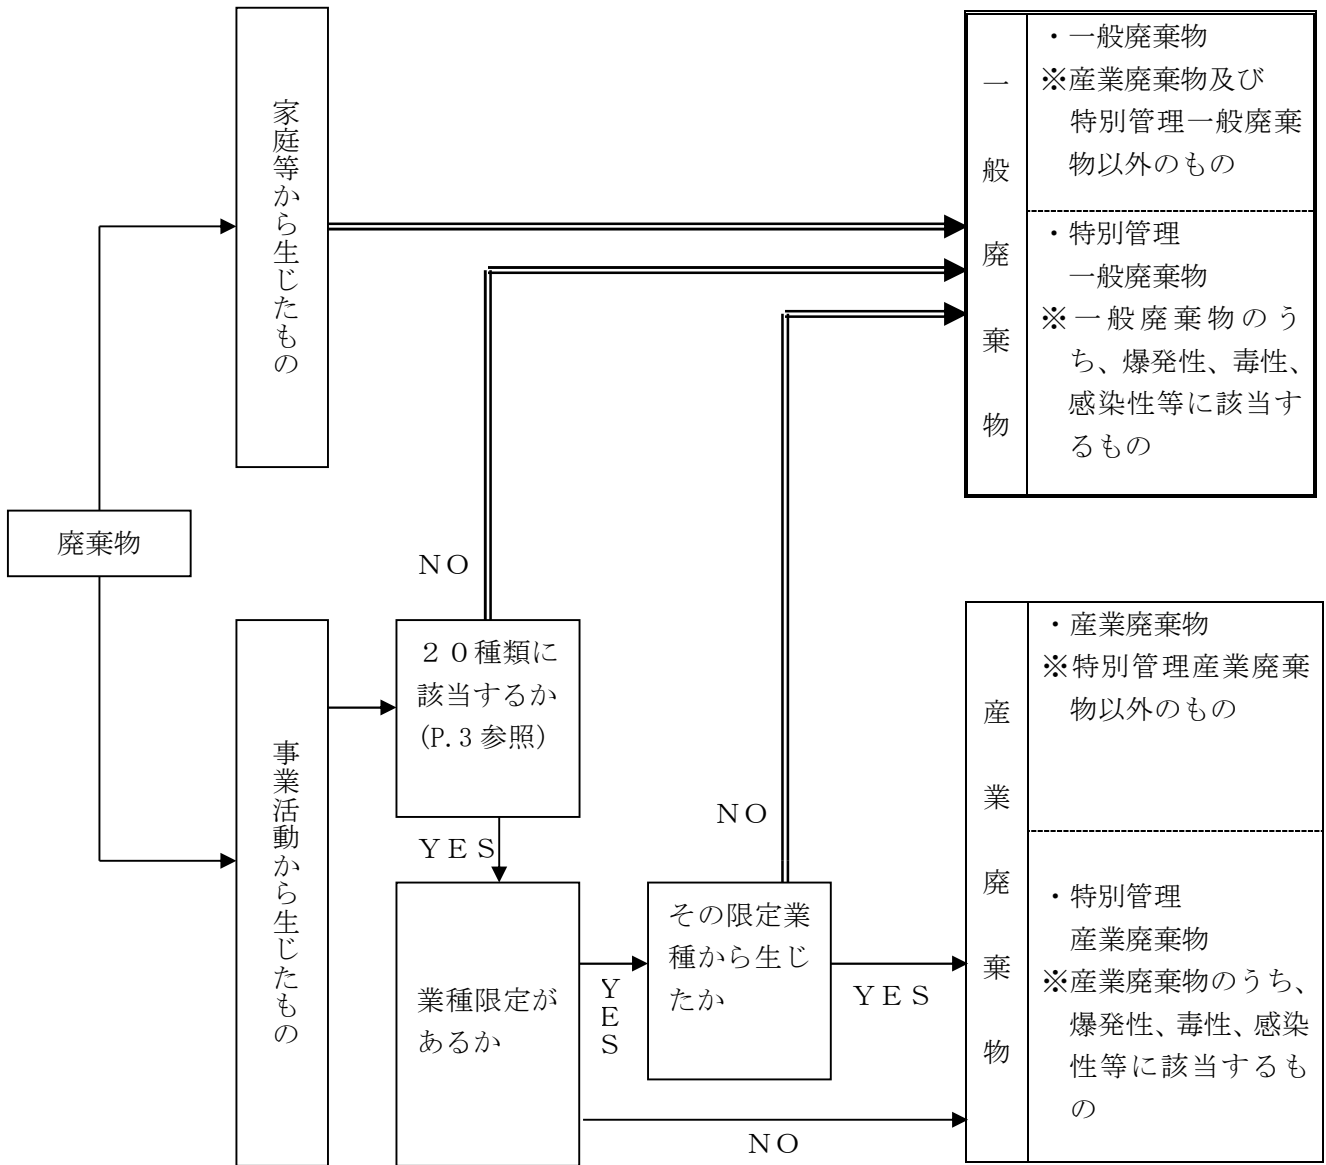 廃棄物
家庭等から生じたもの
事業活動から生じたもの
NO
２０種類に
該当するか
(P.3 参照)
ＹＥＳ
業種限定が
あるか
ＹＥＳ
その限定業
種から生じ
たか
NO
ＹＥＳ
NO
一般廃棄物
・一般廃棄物
※産業廃棄物及び
特別管理一般廃棄
物以外のもの
・特別管理
一般廃棄物
※一般廃棄物のう
ち、爆発性、毒性、
感染性等に該当す
るもの
産業廃棄物
・産業廃棄物
※特別管理産業廃棄
物以外のもの
・特別管理
産業廃棄物
※産業廃棄物のうち、
爆発性、毒性、感染
性等に該当するも
の